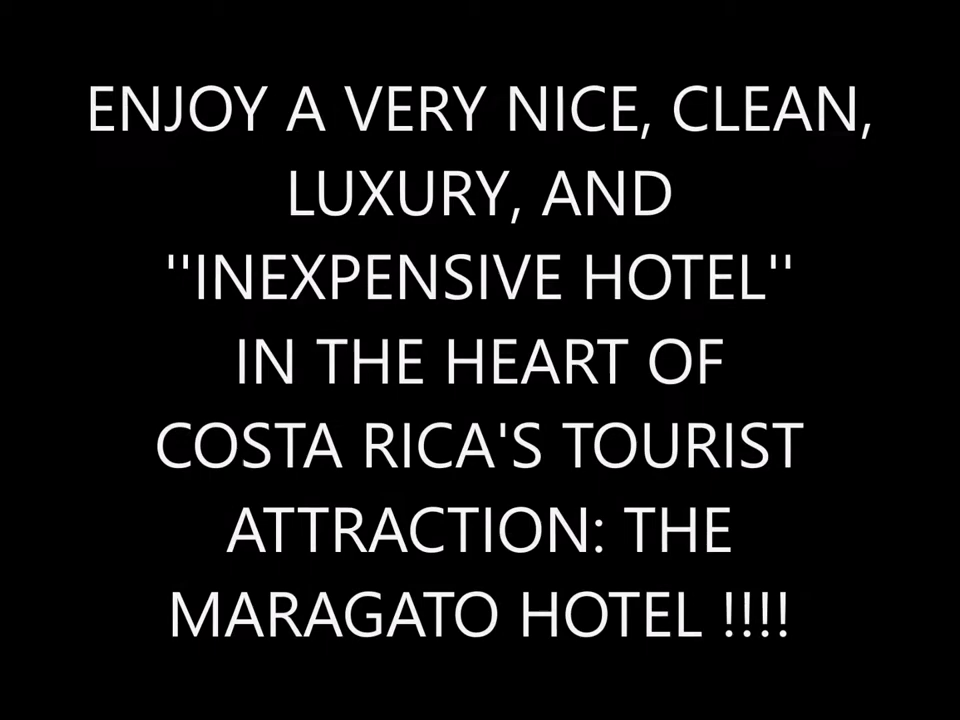 ENJOY A VERY NICE, CLEAN,
LUXURY, AND
''INEXPENSIVE HOTEL''
IN THE HEART OF
COSTA RICA'S TOURIST
ATTRACTION: THE
MARAGATO HOTEL !!!!